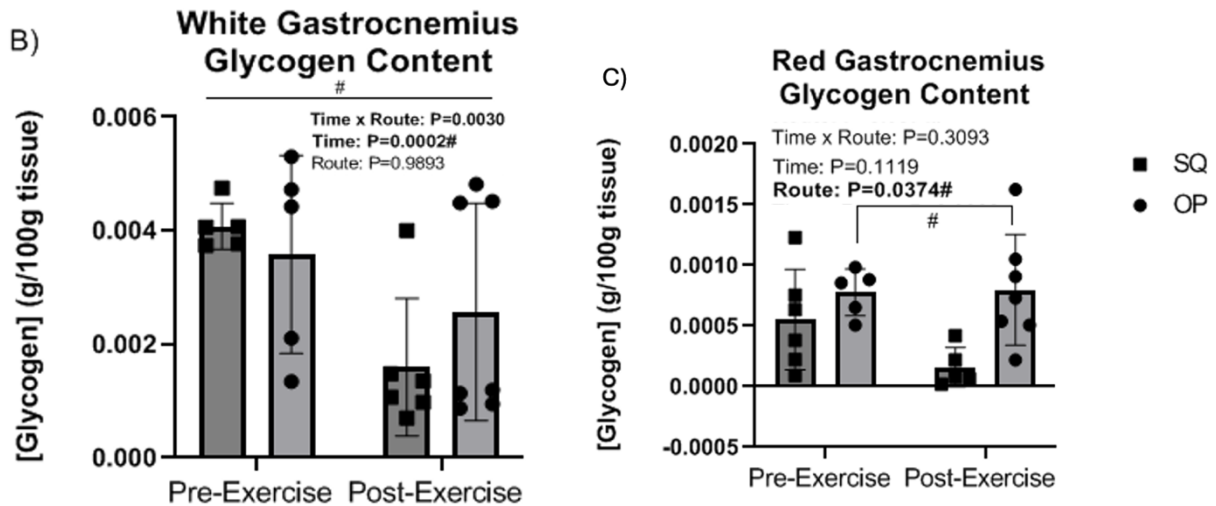 B)
White Gastrocnemius
Glycogen Content
#
Time x Route: P=0.0030
Time: P=0.0002#
Route: P=0.9893
[Glycogen] (g/100g tissue)
0.006
0.004
0.002
0.000
Pre-Exercise Post-Exercise
C)
Red Gastrocnemius
Glycogen Content
Time x Route: P=0.3093
Time: P=0.1119
Route: P=0.0374#
#
[Glycogen] (g/100g tissue)
0.0020
0.0015
0.0010
0.0005
0.0000
-0.0005
Pre-Exercise Post-Exercise
SQ
OP